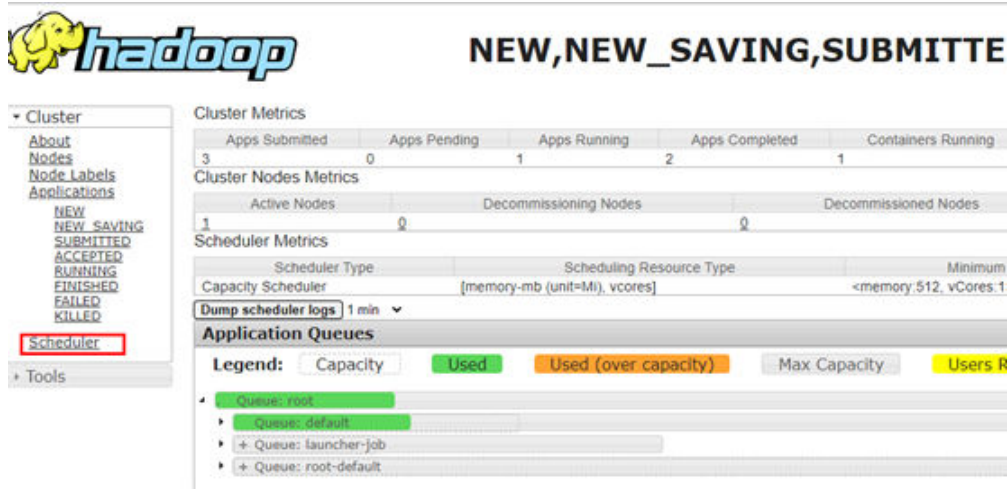 hadoop
NEW,NEW_SAVING,SUBMITTE
Cluster
About
Nodes
Node Labels
Applications
NEW
NEW_SAVING
SUBMITTED
ACCEPTED
RUNNING
FINISHED
FAILED
KILLED
Scheduler
Tools
Cluster Metrics
Apps Submitted Apps Pending Apps Running Apps Completed Containers Running
3 0 1 2 1
Cluster Nodes Metrics
Active Nodes Decommissioning Nodes Decommissioned Nodes
1 0 0
Scheduler Metrics
Scheduler Type Scheduling Resource Type Minimum
Capacity Scheduler [memory-mb (unit=Mi), vcores] <memory:512, vCores:1
Dump scheduler logs 1 min
Application Queues
Legend: Capacity Used Used (over capacity) Max Capacity Users R
Queue: root
Queue: default
+ Queue: launcher-job
+ Queue: root-default